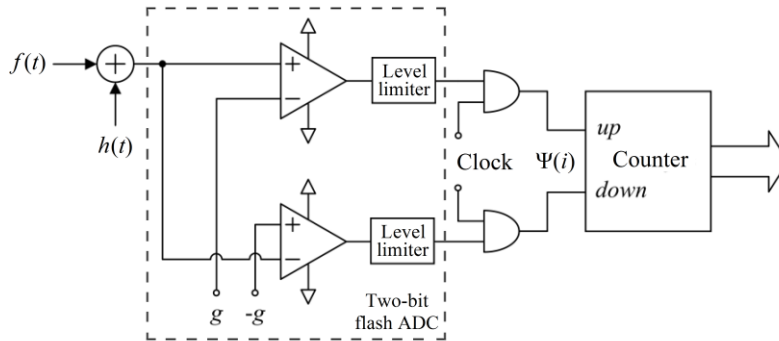 f(t)
h(t)
+
+
−
+
−
Level
limiter
Level
limiter
g
-g
Two-bit
flash ADC
Clock
Ψ(i)
up
Counter
down